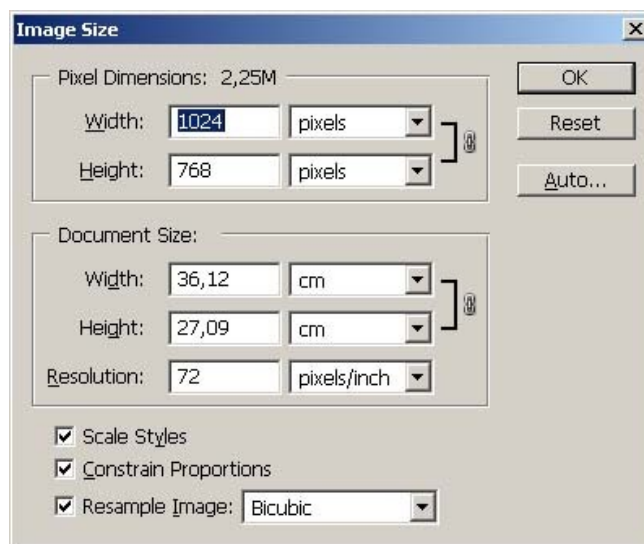 Image Size
Pixel Dimensions: 2,25M
OK
Width: 1024 pixels
Reset
Height: 768 pixels
Auto...
Document Size:
Width: 36,12 cm
Height: 27,09 cm
Resolution: 72 pixels/inch
Scale Styles
Constrain Proportions
Resample Image: Bicubic